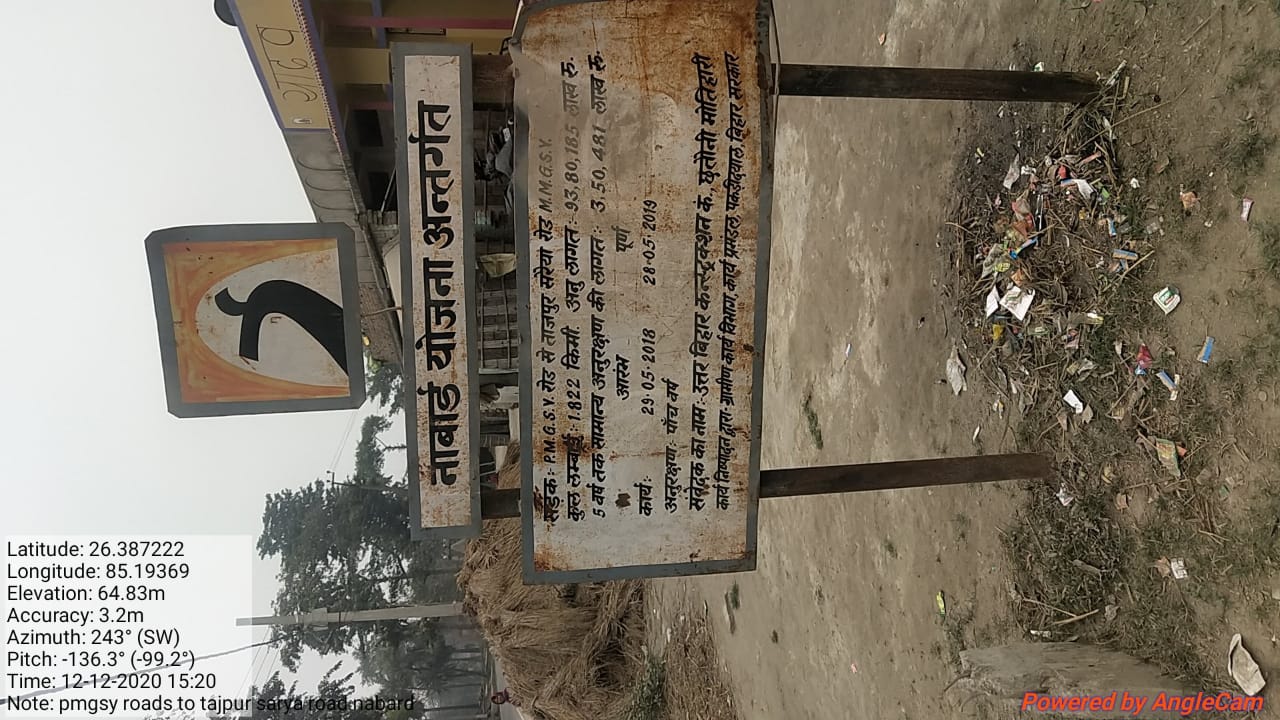 नाबार्ड योजना अन्तर्गत
सड़कः- P.M.G.S.Y. रोड से ताजपुर सरेया रोड M.M.G.S.Y.
कुल लम्बाई:- 1.822 किमी. अनु लागत:- 93,80,185 लाख रु.
5 वर्ष तक सामान्य अनुरक्षण की लागत:- 3,50,481 लाख रु.
आरंभ पूर्ण
कार्य:- 29.05.2018 28.05.2019
अनुरक्षण:- पाँच वर्ष
संवेदक का नाम:- उत्तर बिहार कन्स्ट्रक्शन कं., छतौनी मोतिहारी
कार्य निष्पादन द्वारा:- ग्रामीण कार्य विभाग, कार्य प्रमंडल, पकड़ीदयाल, बिहार सरकार
Latitude: 26.387222
Longitude: 85.19369
Elevation: 64.83m
Accuracy: 3.2m
Azimuth: 243° (SW)
Pitch: -136.3° (-99.2°)
Time: 12-12-2020 15:20
Note: pmgsy roads to tajpur sarya road nabard
Powered by AngleCam